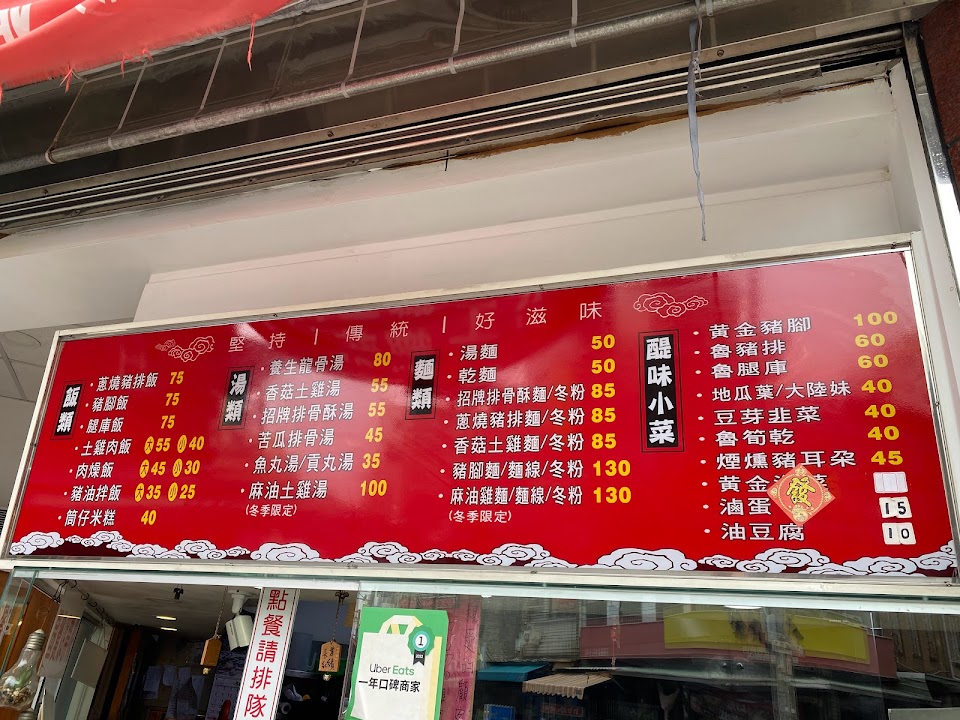 堅持 | 傳統 | 好滋味
飯類
・蔥燒豬排飯 75
・豬腳飯 75
・腿庫飯 75
・土雞肉飯 大55 小40
・肉燥飯 大45 小30
・豬油拌飯 大35 小25
・筒仔米糕 40
湯類
・養生龍骨湯 80
・香菇土雞湯 55
・招牌排骨酥湯 55
・苦瓜排骨湯 45
・魚丸湯/貢丸湯 35
・麻油土雞湯 100
(冬季限定)
麵類
・湯麵 50
・乾麵 50
・招牌排骨酥麵/冬粉 85
・蔥燒豬排麵/冬粉 85
・香菇土雞麵/冬粉 85
・豬腳麵/麵線/冬粉 130
・麻油雞麵/麵線/冬粉 130
(冬季限定)
醍味小菜
・黃金豬腳 100
・魯豬排 60
・魯腿庫 60
・地瓜葉/大陸妹 40
・豆芽韭菜 40
・魯筍乾 40
・煙燻豬耳朶 45
・黃金
發
・滷蛋 15
・油豆腐 10
點餐請排隊
1
Uber Eats
一年口碑商家